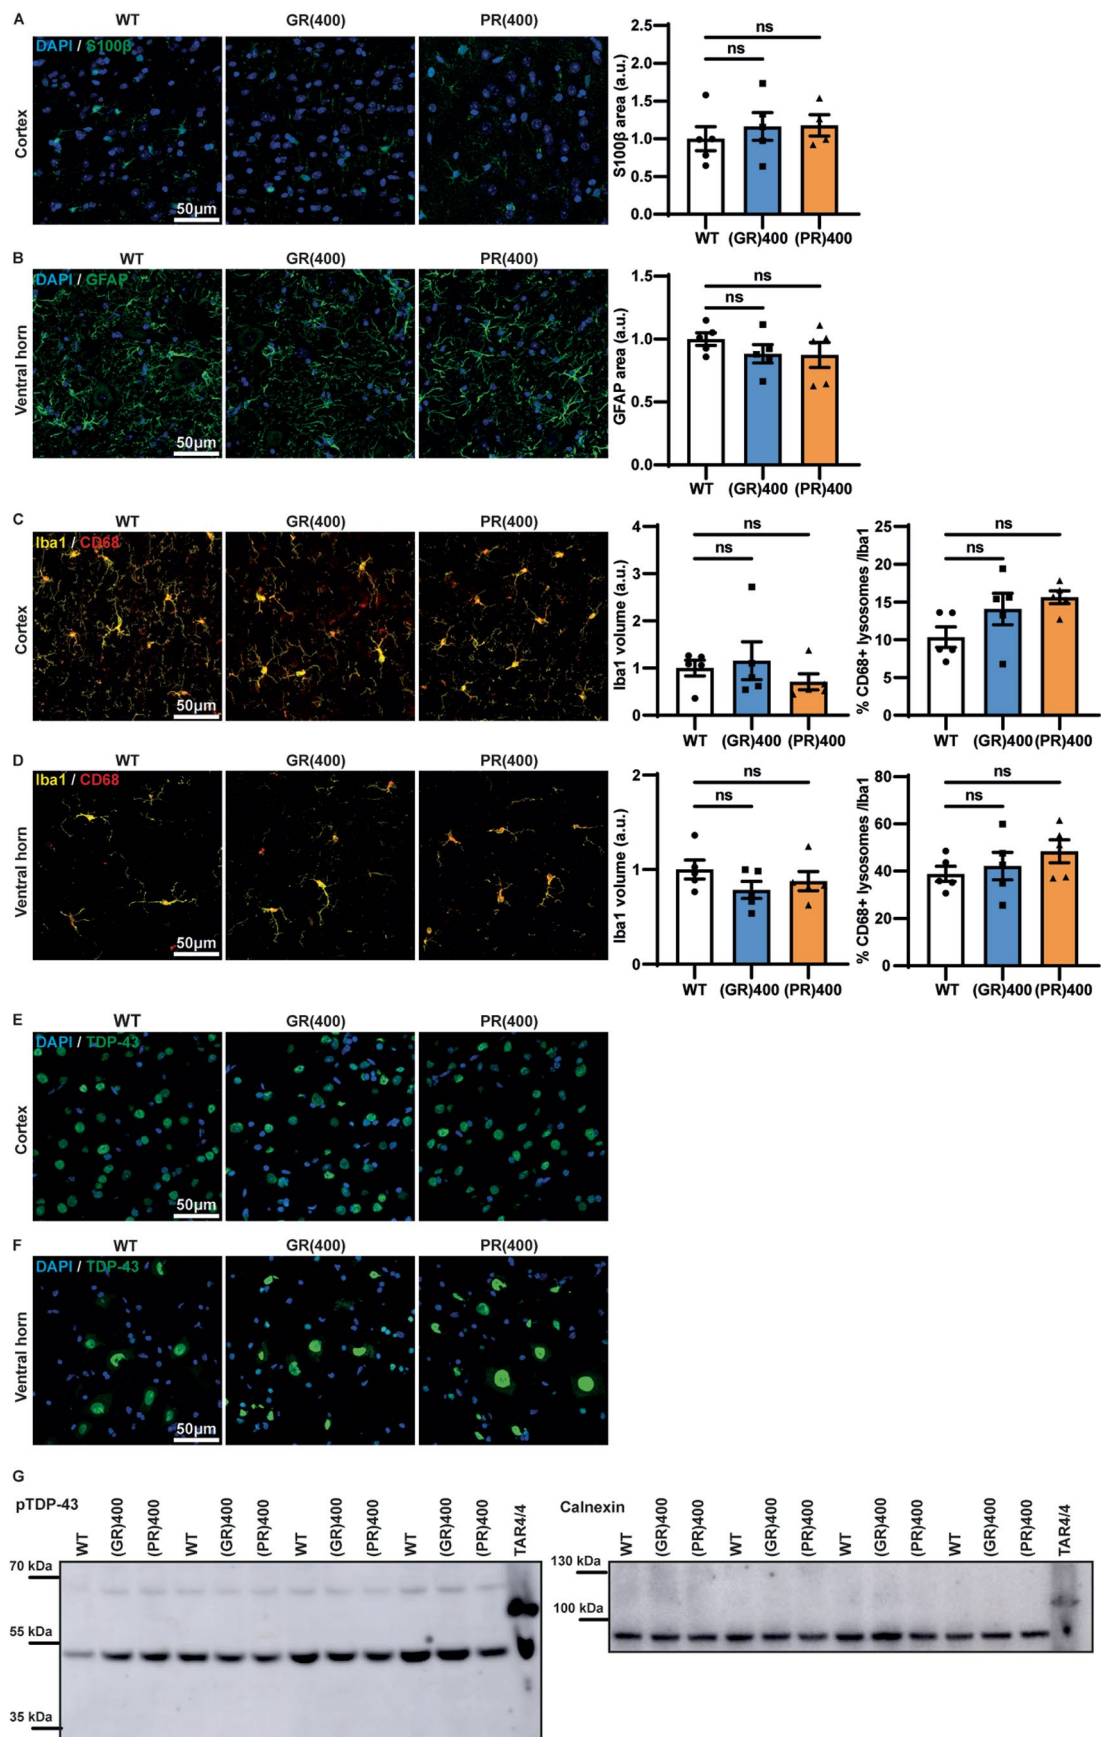 A
WT GR(400) PR(400)
DAPI / S100β
Cortex
50μm
S100β area (a.u.)
2.5
2.0
1.5
1.0
0.5
0.0
ns
ns
WT (GR)400 (PR)400
B
WT GR(400) PR(400)
DAPI / GFAP
Ventral horn
50μm
GFAP area (a.u.)
1.5
1.0
0.5
0.0
ns
ns
WT (GR)400 (PR)400
C
WT GR(400) PR(400)
Iba1 / CD68
Cortex
50μm
Iba1 volume (a.u.)
4
3
2
1
0
ns
ns
WT (GR)400 (PR)400
% CD68+ lysosomes /Iba1
25
20
15
10
5
0
ns
ns
WT (GR)400 (PR)400
D
WT GR(400) PR(400)
Iba1 / CD68
Ventral horn
50μm
Iba1 volume (a.u.)
2
1
0
ns
ns
WT (GR)400 (PR)400
% CD68+ lysosomes /Iba1
80
60
40
20
0
ns
ns
WT (GR)400 (PR)400
E
WT GR(400) PR(400)
DAPI / TDP-43
Cortex
50μm
F
WT GR(400) PR(400)
DAPI / TDP-43
Ventral horn
50μm
G
pTDP-43
WT (GR)400 (PR)400 WT (GR)400 (PR)400 WT (GR)400 (PR)400 WT (GR)400 (PR)400 TAR4/4
70 kDa
55 kDa
35 kDa
Calnexin
WT (GR)400 (PR)400 WT (GR)400 (PR)400 WT (GR)400 (PR)400 WT (GR)400 (PR)400 TAR4/4
130 kDa
100 kDa